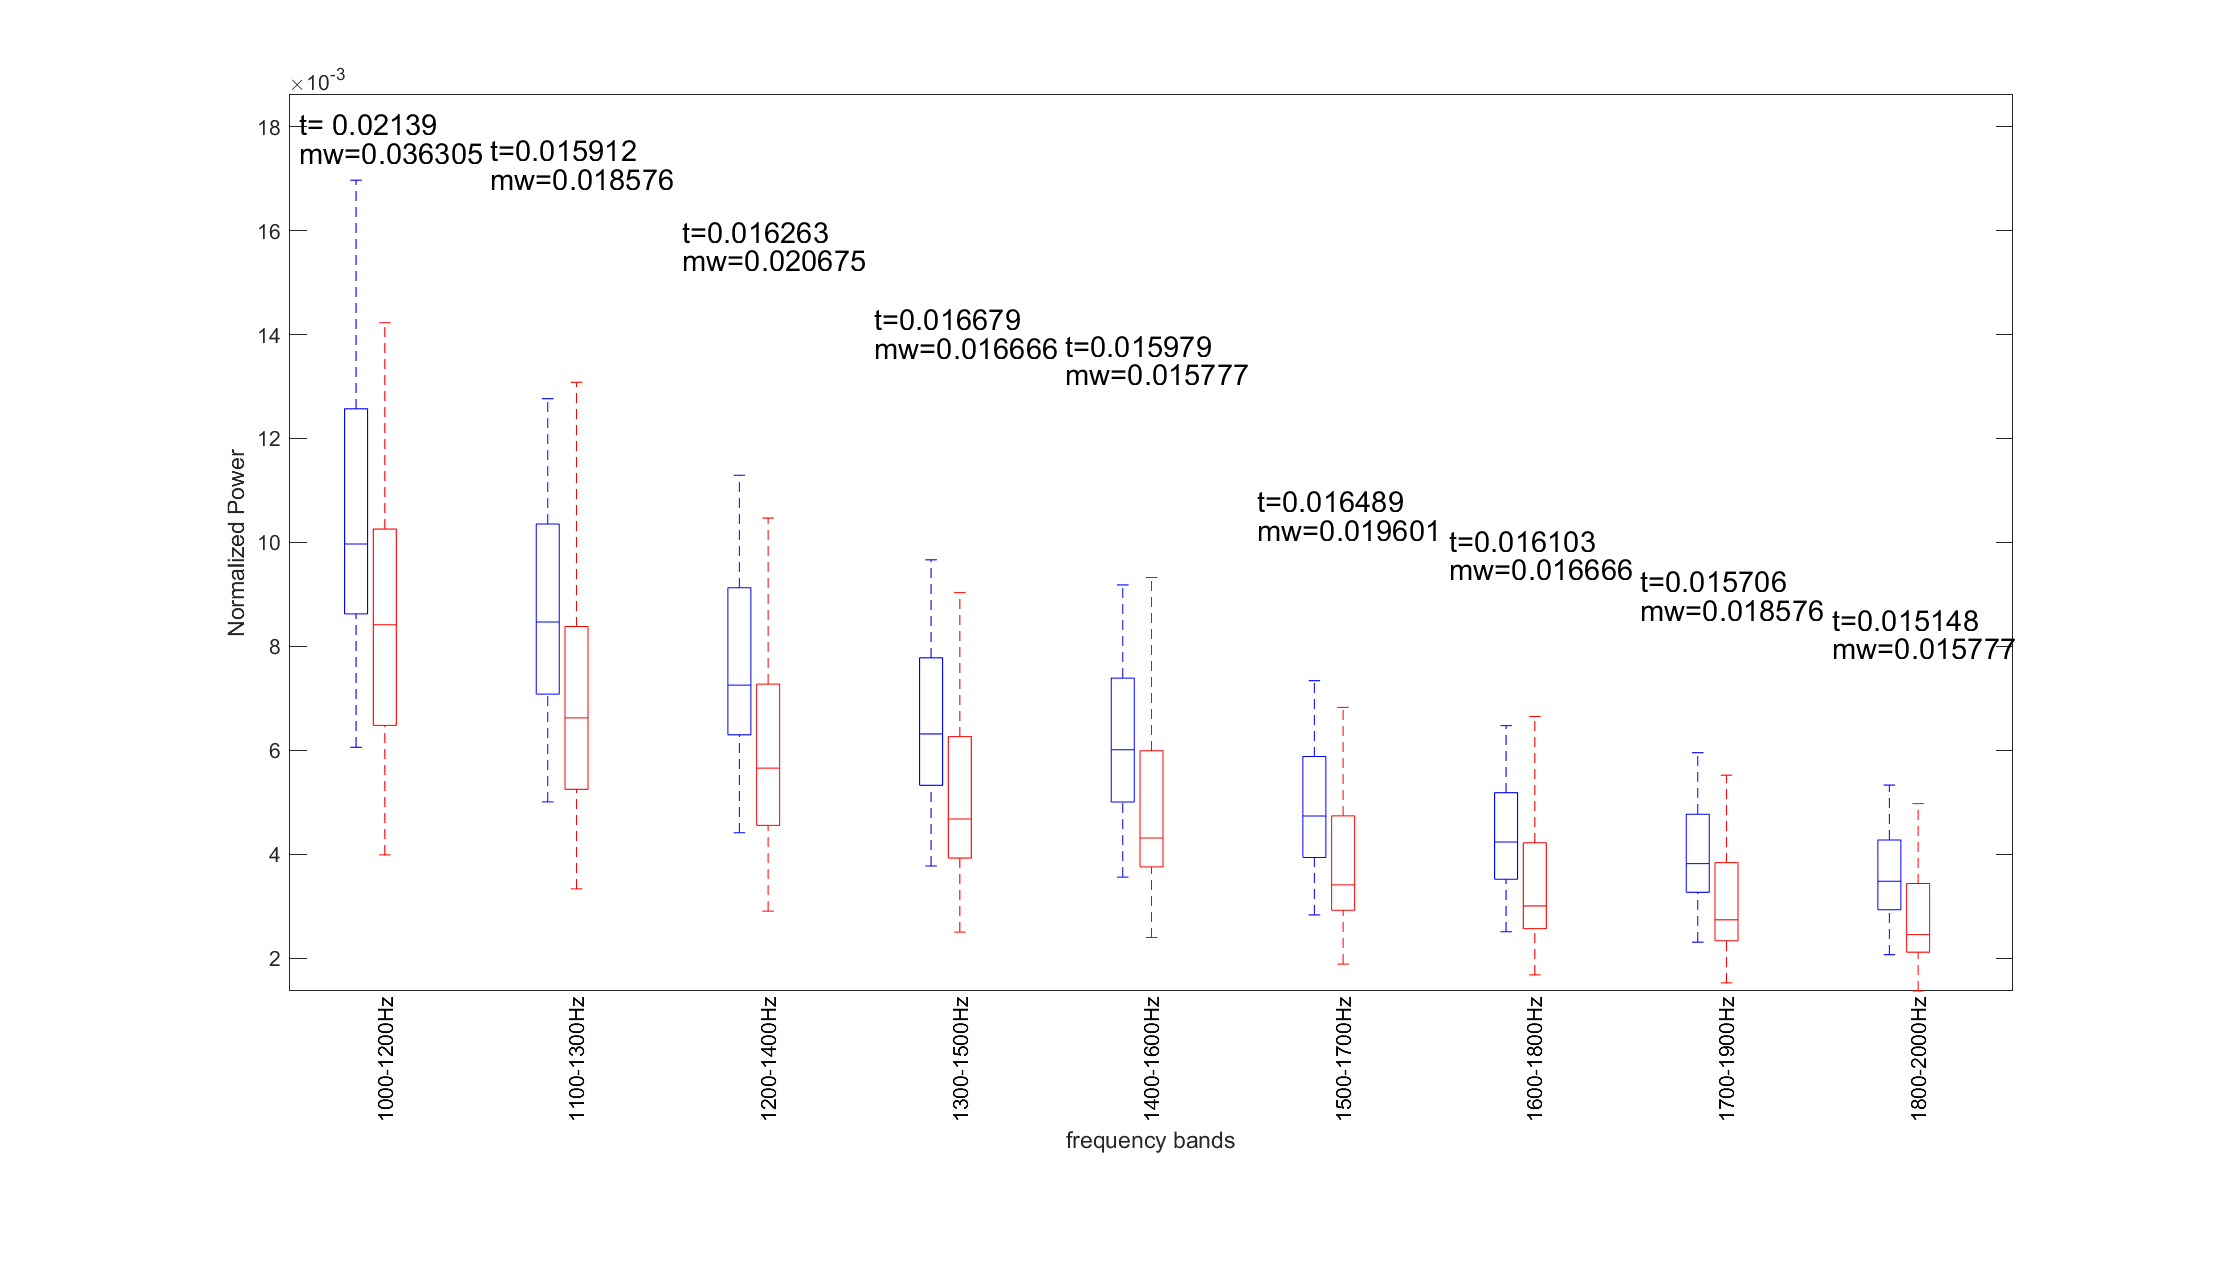 ×10-3
18
16
14
12
10
8
6
4
2
Normalized Power
t= 0.02139
mw=0.036305
t=0.015912
mw=0.018576
t=0.016263
mw=0.020675
t=0.016679
mw=0.016666
t=0.015979
mw=0.015777
t=0.016489
mw=0.019601
t=0.016103
mw=0.016666
t=0.015706
mw=0.018576
t=0.015148
mw=0.015777
1000-1200Hz
1100-1300Hz
1200-1400Hz
1300-1500Hz
1400-1600Hz
1500-1700Hz
1600-1800Hz
1700-1900Hz
1800-2000Hz
frequency bands